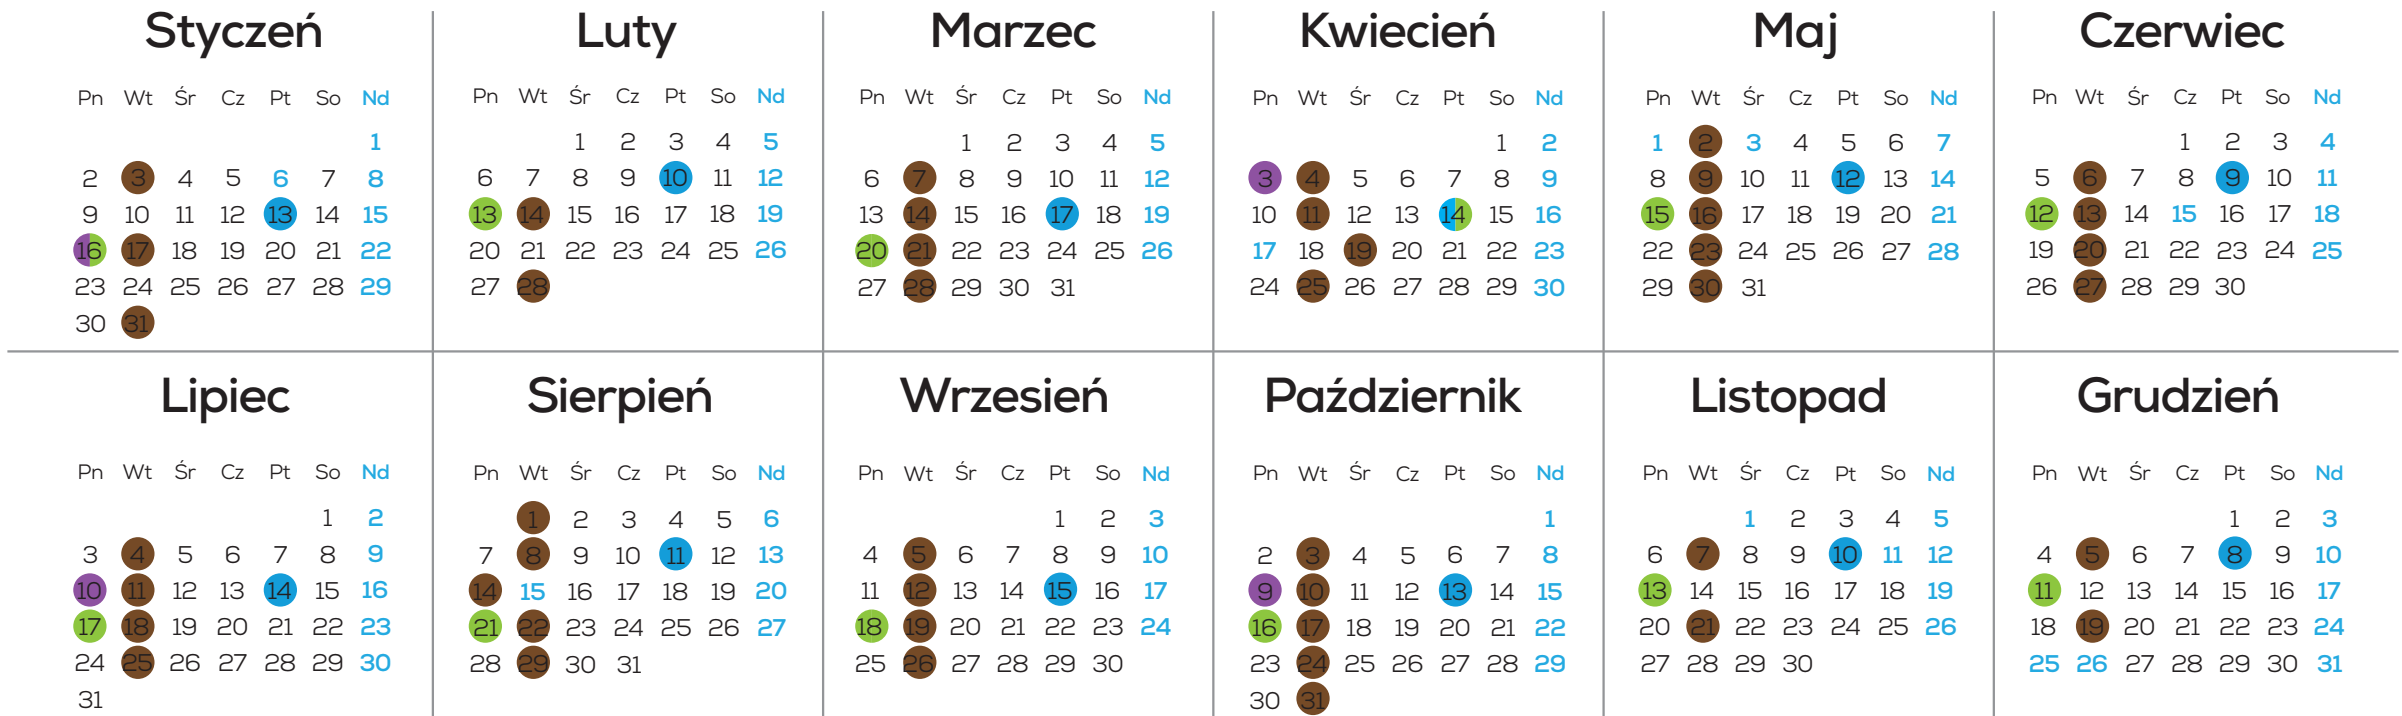 Styczeń
Pn Wt Śr Cz Pt So Nd
1
2 3 4 5 6 7 8
9 10 11 12 13 14 15
16 17 18 19 20 21 22
23 24 25 26 27 28 29
30 31
Luty
Pn Wt Śr Cz Pt So Nd
1 2 3 4 5
6 7 8 9 10 11 12
13 14 15 16 17 18 19
20 21 22 23 24 25 26
27 28
Marzec
Pn Wt Śr Cz Pt So Nd
1 2 3 4 5
6 7 8 9 10 11 12
13 14 15 16 17 18 19
20 21 22 23 24 25 26
27 28 29 30 31
Kwiecień
Pn Wt Śr Cz Pt So Nd
1 2
3 4 5 6 7 8 9
10 11 12 13 14 15 16
17 18 19 20 21 22 23
24 25 26 27 28 29 30
Maj
Pn Wt Śr Cz Pt So Nd
1 2 3 4 5 6 7
8 9 10 11 12 13 14
15 16 17 18 19 20 21
22 23 24 25 26 27 28
29 30 31
Czerwiec
Pn Wt Śr Cz Pt So Nd
1 2 3 4
5 6 7 8 9 10 11
12 13 14 15 16 17 18
19 20 21 22 23 24 25
26 27 28 29 30
Lipiec
Pn Wt Śr Cz Pt So Nd
1 2
3 4 5 6 7 8 9
10 11 12 13 14 15 16
17 18 19 20 21 22 23
24 25 26 27 28 29 30
31
Sierpień
Pn Wt Śr Cz Pt So Nd
1 2 3 4 5 6
7 8 9 10 11 12 13
14 15 16 17 18 19 20
21 22 23 24 25 26 27
28 29 30 31
Wrzesień
Pn Wt Śr Cz Pt So Nd
1 2 3
4 5 6 7 8 9 10
11 12 13 14 15 16 17
18 19 20 21 22 23 24
25 26 27 28 29 30
Październik
Pn Wt Śr Cz Pt So Nd
1
2 3 4 5 6 7 8
9 10 11 12 13 14 15
16 17 18 19 20 21 22
23 24 25 26 27 28 29
30 31
Listopad
Pn Wt Śr Cz Pt So Nd
1 2 3 4 5
6 7 8 9 10 11 12
13 14 15 16 17 18 19
20 21 22 23 24 25 26
27 28 29 30
Grudzień
Pn Wt Śr Cz Pt So Nd
1 2 3
4 5 6 7 8 9 10
11 12 13 14 15 16 17
18 19 20 21 22 23 24
25 26 27 28 29 30 31